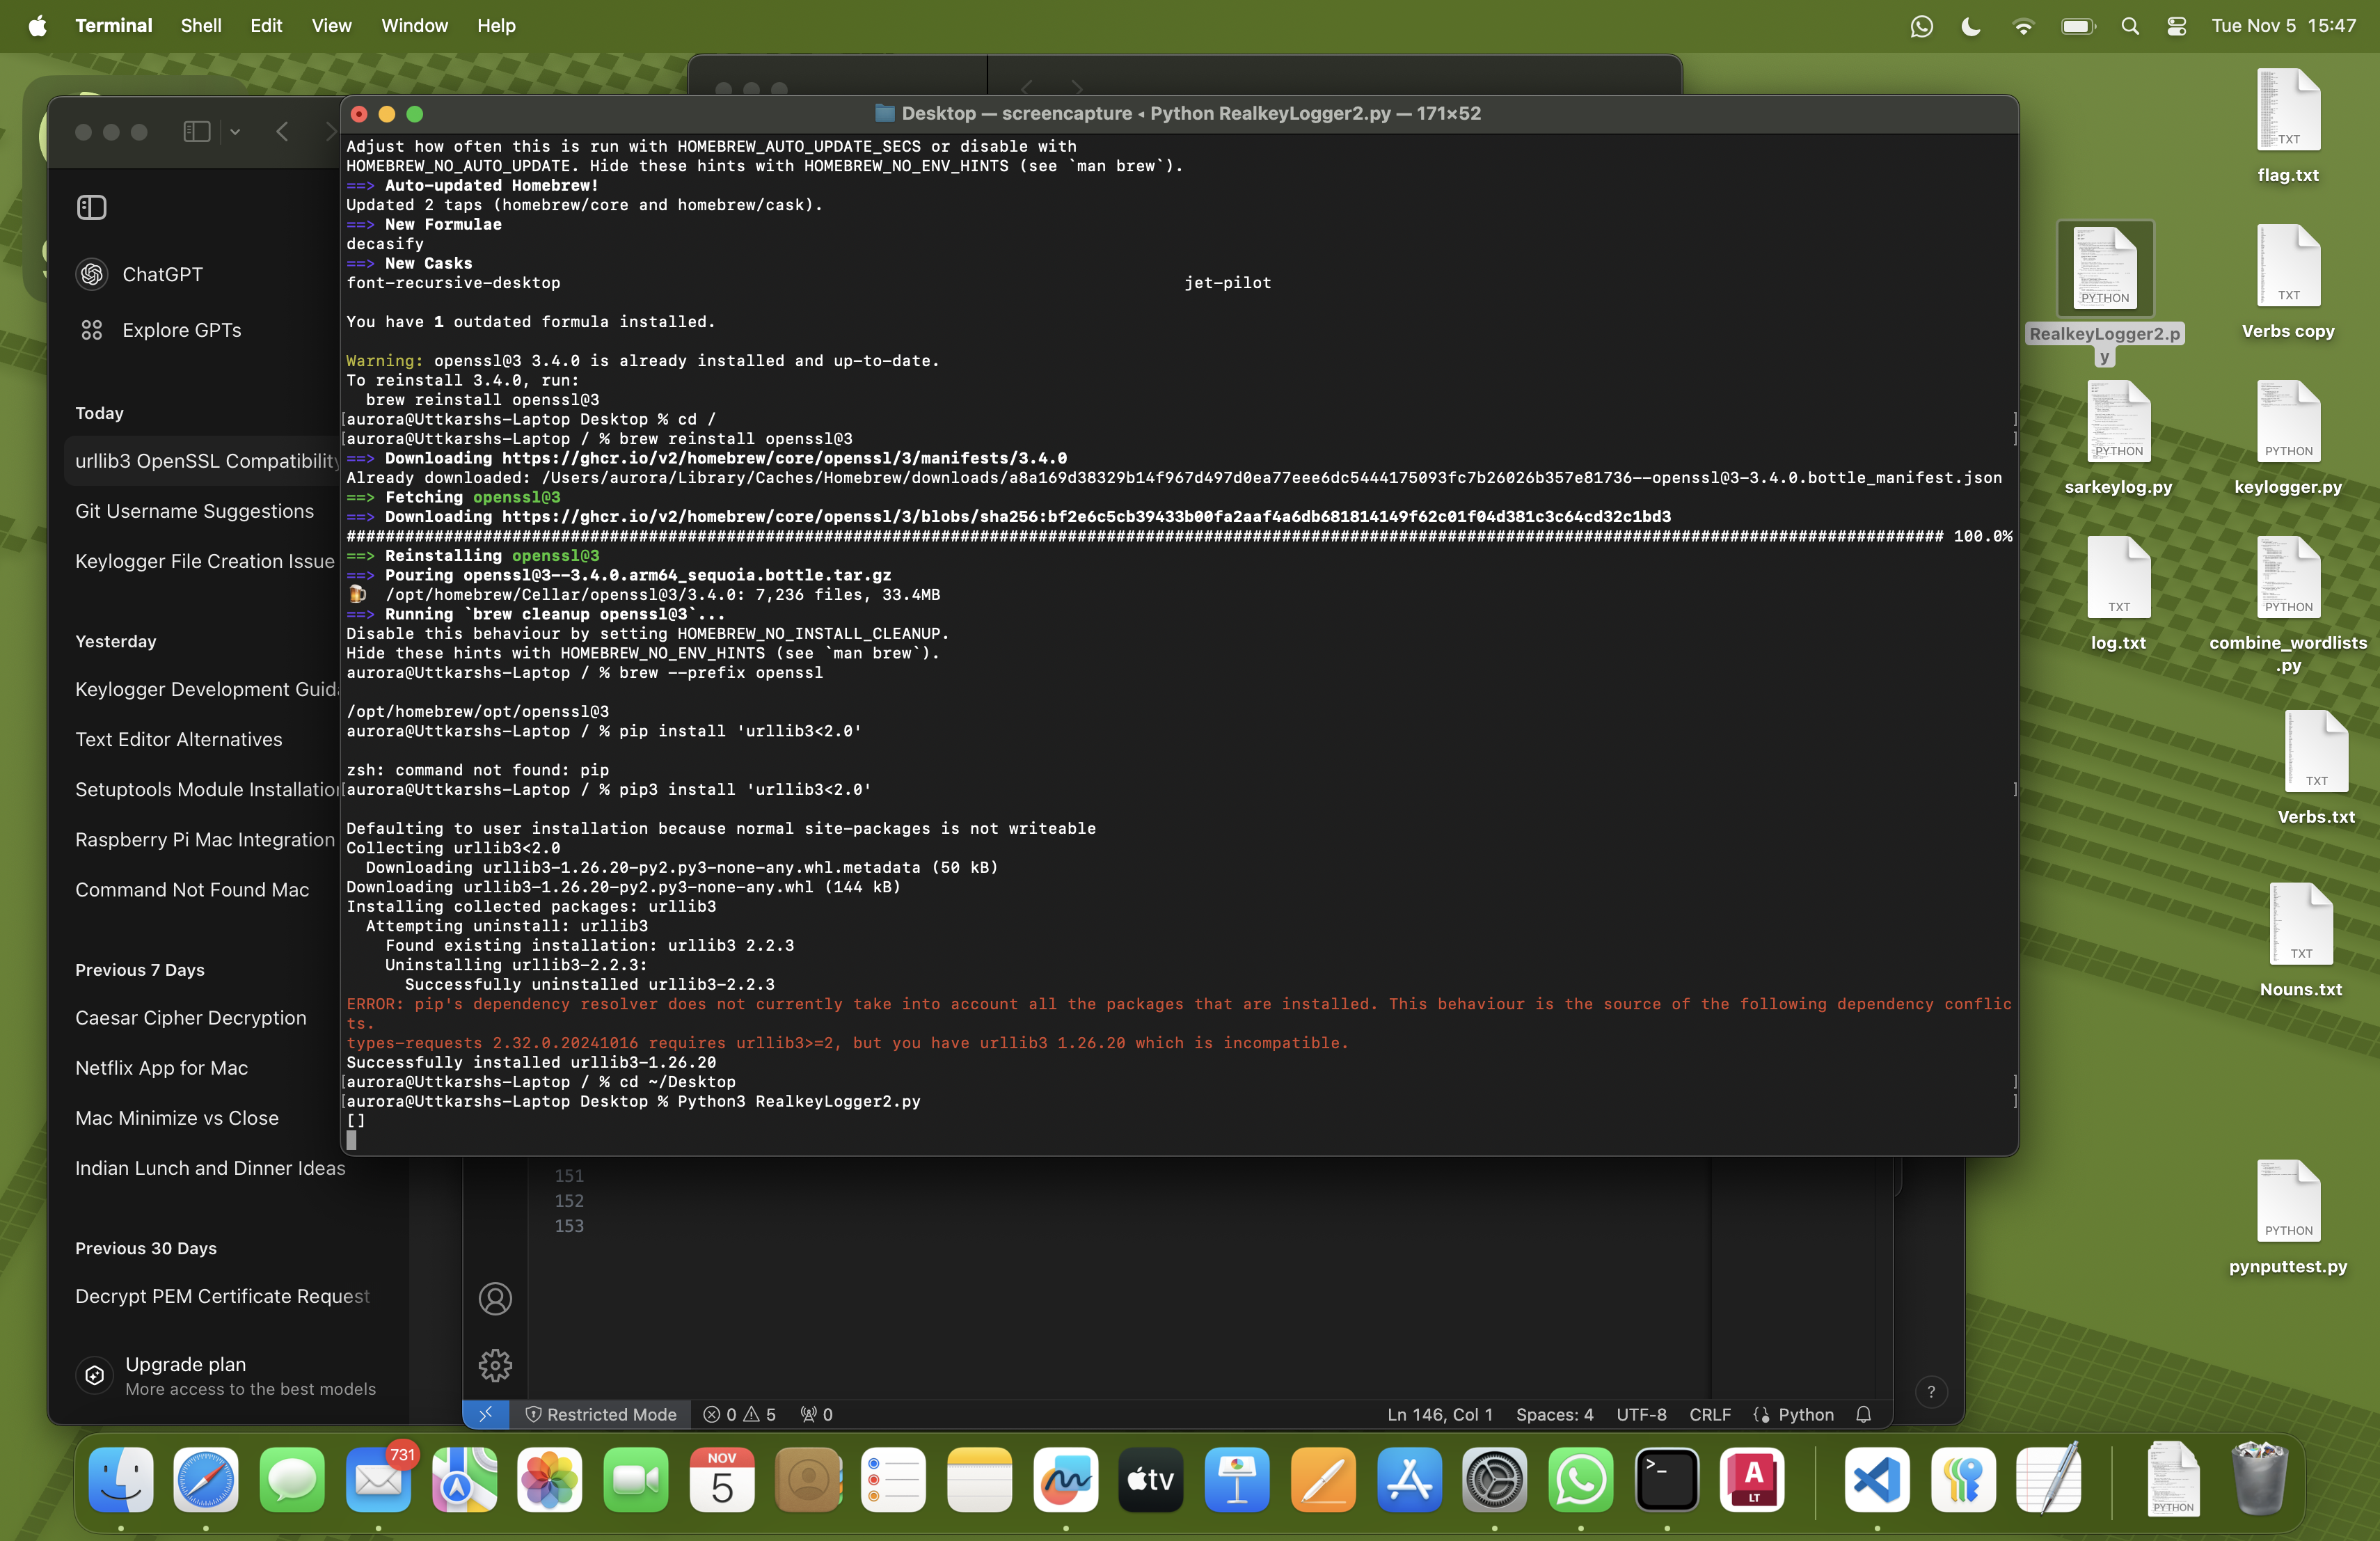 Terminal Shell Edit View Window Help
Tue Nov 5 15:47
Desktop — screencapture ◂ Python RealkeyLogger2.py — 171×52
Adjust how often this is run with HOMEBREW_AUTO_UPDATE_SECS or disable with
HOMEBREW_NO_AUTO_UPDATE. Hide these hints with HOMEBREW_NO_ENV_HINTS (see `man brew`).
==> Auto-updated Homebrew!
Updated 2 taps (homebrew/core and homebrew/cask).
==> New Formulae
decasify
==> New Casks
font-recursive-desktop jet-pilot
You have 1 outdated formula installed.
Warning: openssl@3 3.4.0 is already installed and up-to-date.
To reinstall 3.4.0, run:
brew reinstall openssl@3
[aurora@Uttkarshs-Laptop Desktop % cd / ]
[aurora@Uttkarshs-Laptop / % brew reinstall openssl@3 ]
==> Downloading https://ghcr.io/v2/homebrew/core/openssl/3/manifests/3.4.0
Already downloaded: /Users/aurora/Library/Caches/Homebrew/downloads/a8a169d38329b14f967d497d0ea77eee6dc5444175093fc7b26026b357e81736--openssl@3-3.4.0.bottle_manifest.json
==> Fetching openssl@3
==> Downloading https://ghcr.io/v2/homebrew/core/openssl/3/blobs/sha256:bf2e6c5cb39433b00fa2aaf4a6db681814149f62c01f04d381c3c64cd32c1bd3
#################################################################################################################################################################### 100.0%
==> Reinstalling openssl@3
==> Pouring openssl@3--3.4.0.arm64_sequoia.bottle.tar.gz
🍺 /opt/homebrew/Cellar/openssl@3/3.4.0: 7,236 files, 33.4MB
==> Running `brew cleanup openssl@3`...
Disable this behaviour by setting HOMEBREW_NO_INSTALL_CLEANUP.
Hide these hints with HOMEBREW_NO_ENV_HINTS (see `man brew`).
aurora@Uttkarshs-Laptop / % brew --prefix openssl
/opt/homebrew/opt/openssl@3
aurora@Uttkarshs-Laptop / % pip install 'urllib3<2.0'
zsh: command not found: pip
[aurora@Uttkarshs-Laptop / % pip3 install 'urllib3<2.0' ]
Defaulting to user installation because normal site-packages is not writeable
Collecting urllib3<2.0
Downloading urllib3-1.26.20-py2.py3-none-any.whl.metadata (50 kB)
Downloading urllib3-1.26.20-py2.py3-none-any.whl (144 kB)
Installing collected packages: urllib3
Attempting uninstall: urllib3
Found existing installation: urllib3 2.2.3
Uninstalling urllib3-2.2.3:
Successfully uninstalled urllib3-2.2.3
ERROR: pip's dependency resolver does not currently take into account all the packages that are installed. This behaviour is the source of the following dependency conflic
ts.
types-requests 2.32.0.20241016 requires urllib3>=2, but you have urllib3 1.26.20 which is incompatible.
Successfully installed urllib3-1.26.20
[aurora@Uttkarshs-Laptop / % cd ~/Desktop ]
[aurora@Uttkarshs-Laptop Desktop % Python3 RealkeyLogger2.py ]
[]
ChatGPT
Explore GPTs
Today
urllib3 OpenSSL Compatibility
Git Username Suggestions
Keylogger File Creation Issue
Yesterday
Keylogger Development Guida
Text Editor Alternatives
Setuptools Module Installation
Raspberry Pi Mac Integration
Command Not Found Mac
Previous 7 Days
Caesar Cipher Decryption
Netflix App for Mac
Mac Minimize vs Close
Indian Lunch and Dinner Ideas
Previous 30 Days
Decrypt PEM Certificate Request
Upgrade plan
More access to the best models
151
152
153
Restricted Mode 0 5 0
Ln 146, Col 1 Spaces: 4 UTF-8 CRLF Python
?
TXT
flag.txt
PYTHON
RealkeyLogger2.p
y
TXT
Verbs copy
PYTHON
sarkeylog.py
PYTHON
keylogger.py
TXT
log.txt
PYTHON
combine_wordlists
.py
TXT
Verbs.txt
TXT
Nouns.txt
PYTHON
pynputtest.py
731
NOV
5
tv
>_
A
LT
PYTHON